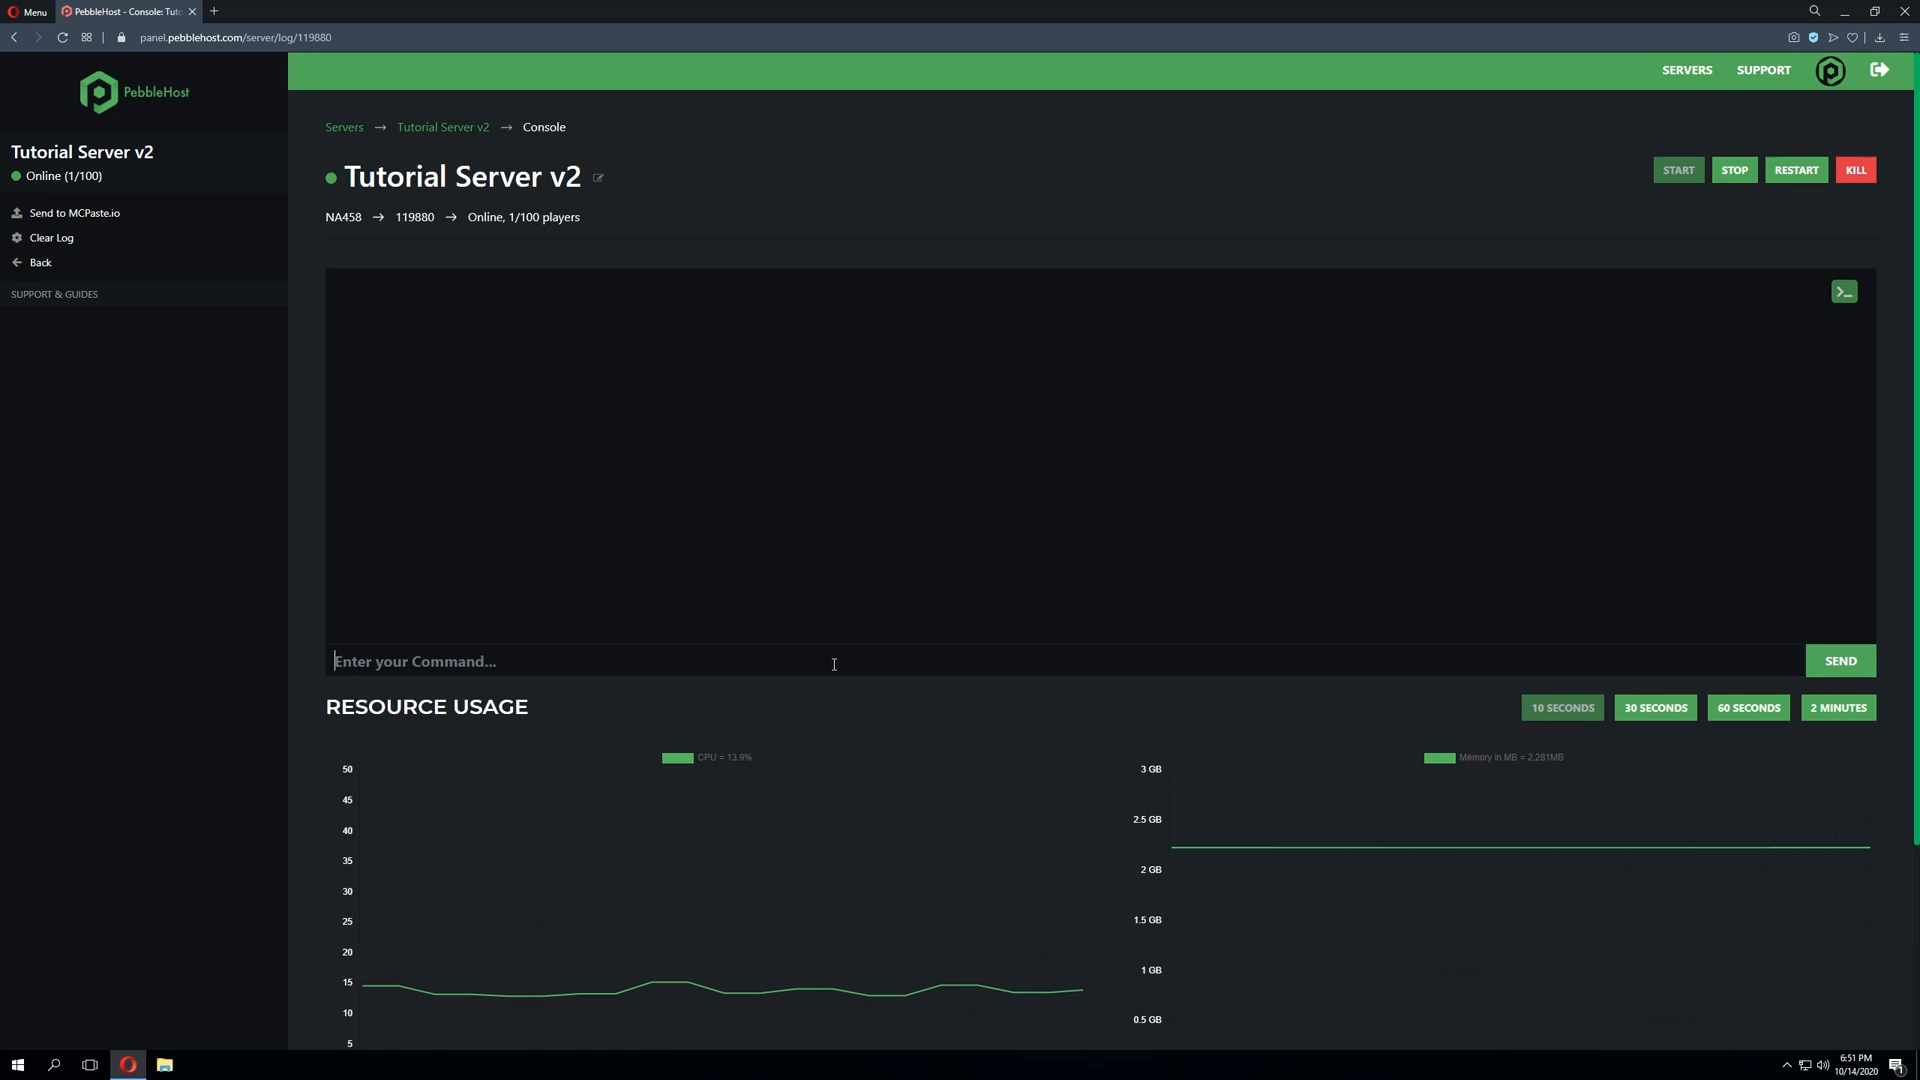 Menu
PebbleHost - Console: Tut
panel.pebblehost.com/server/log/119880
PebbleHost
SERVERS
SUPPORT
Tutorial Server v2
Online (1/100)
Send to MCPaste.io
Clear Log
Back
SUPPORT & GUIDES
Servers → Tutorial Server v2 → Console
Tutorial Server v2
START
STOP
RESTART
KILL
NA458 → 119880 → Online, 1/100 players
>_
Enter your Command...
SEND
RESOURCE USAGE
10 SECONDS
30 SECONDS
60 SECONDS
2 MINUTES
CPU = 13.9%
50
45
40
35
30
25
20
15
10
5
Memory in MB = 2,281MB
3 GB
2.5 GB
2 GB
1.5 GB
1 GB
0.5 GB
6:51 PM
10/14/2020
1